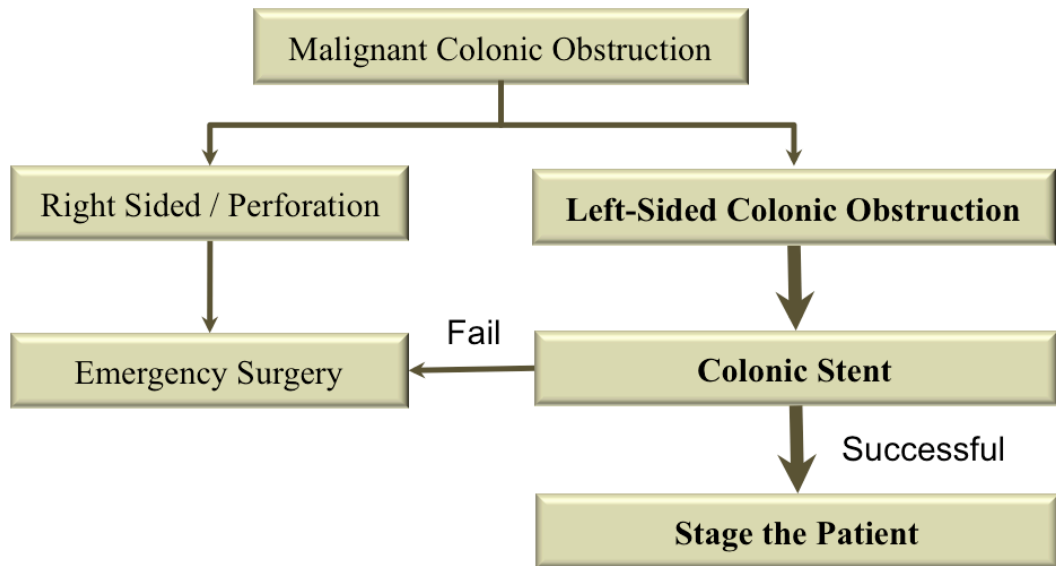 Malignant Colonic Obstruction
Right Sided / Perforation
Left-Sided Colonic Obstruction
Fail
Emergency Surgery
Colonic Stent
Successful
Stage the Patient